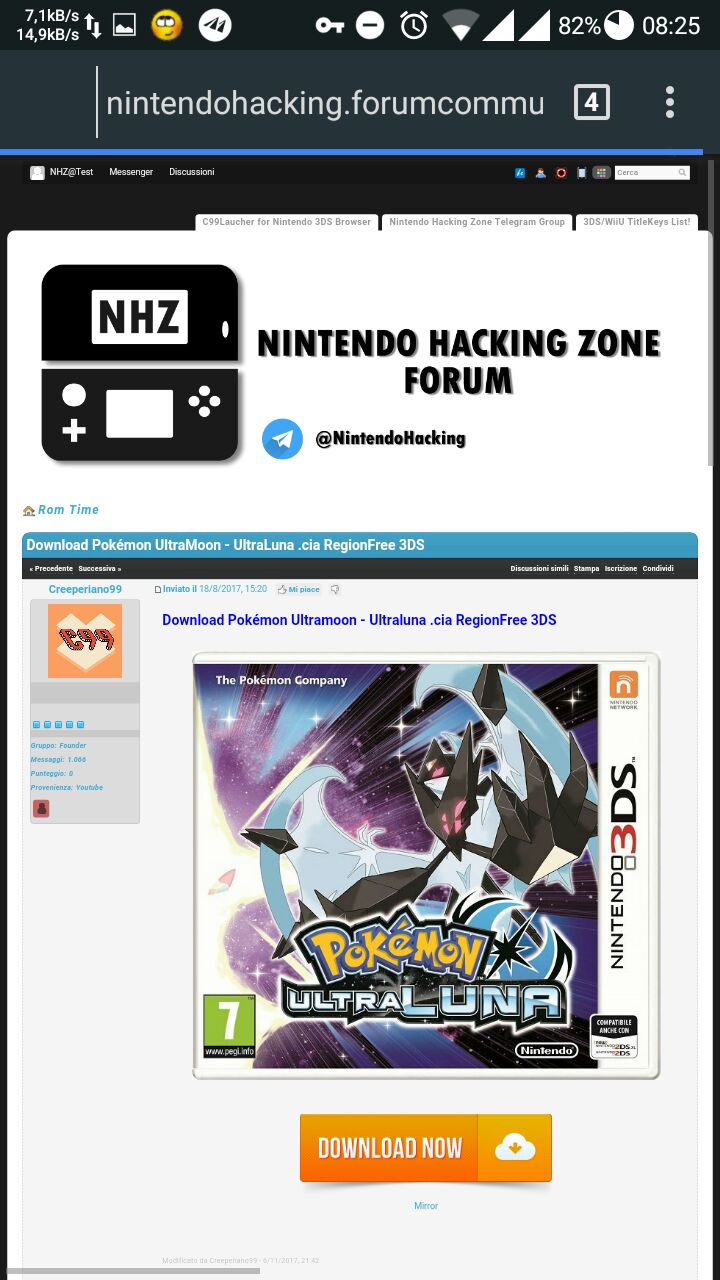 7,1kB/s
14,9kB/s
82%
08:25
nintendohacking.forumcommu
4
NHZ@Test Messenger Discussioni
Cerca
C99Laucher for Nintendo 3DS Browser
Nintendo Hacking Zone Telegram Group
3DS/WiiU TitleKeys List!
NHZ
NINTENDO HACKING ZONE
FORUM
@NintendoHacking
Rom Time
Download Pokémon UltraMoon - UltraLuna .cia RegionFree 3DS
« Precedente Successiva »
Discussioni simili Stampa Iscrizione Condividi
Creeperiano99
Inviato il 18/8/2017, 15:20
Mi piace
C99
Gruppo: Founder
Messaggi: 1.066
Punteggio: 0
Provenienza: Youtube
Download Pokémon Ultramoon - Ultraluna .cia RegionFree 3DS
The Pokémon Company
NINTENDO
NETWORK
NINTENDO 3DS™
POKÉMON
ULTRALUNA
7
www.pegi.info
Nintendo
COMPATIBILE
ANCHE CON
NINTENDO 2DS XL
NINTENDO 2DS
DOWNLOAD NOW
Mirror
Modificato da Creeperiano99 - 6/11/2017, 21:42